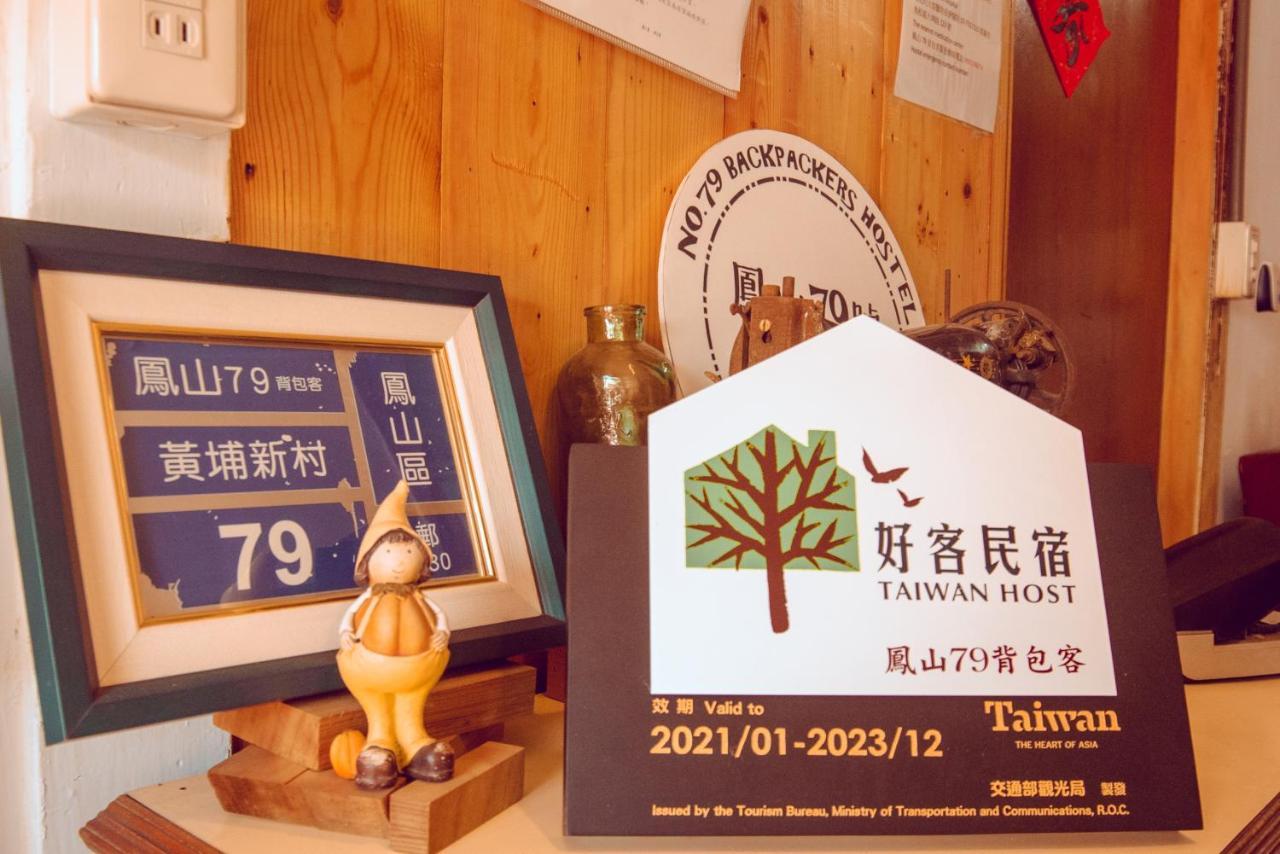 NO.79 BACKPACKERS HOSTEL
鳳山79背包客
黃埔新村
79
鳳山區
郵
30
好客民宿
TAIWAN HOST
鳳山79背包客
效期 Valid to
2021/01-2023/12
Taiwan
THE HEART OF ASIA
交通部觀光局 製發
Issued by the Tourism Bureau, Ministry of Transportation and Communications, R.O.C.